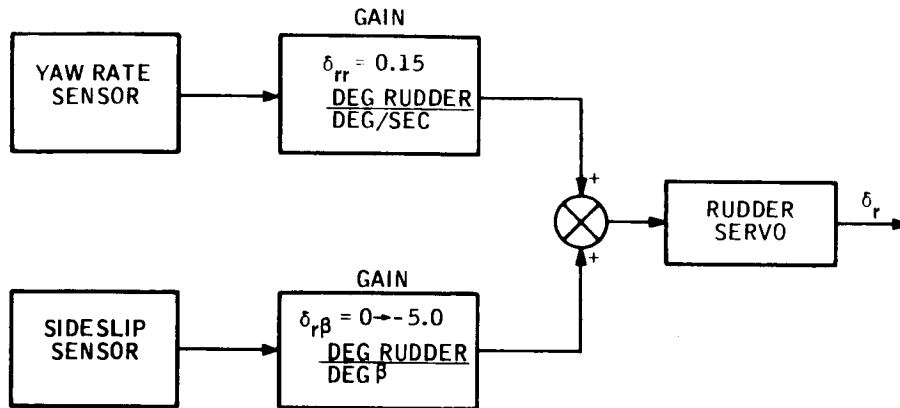 GAIN
YAW RATE
SENSOR
δrr = 0.15
DEG RUDDER
DEG/SEC
+
RUDDER
SERVO
δr
+
GAIN
SIDESLIP
SENSOR
δrβ = 0→-5.0
DEG RUDDER
DEG β